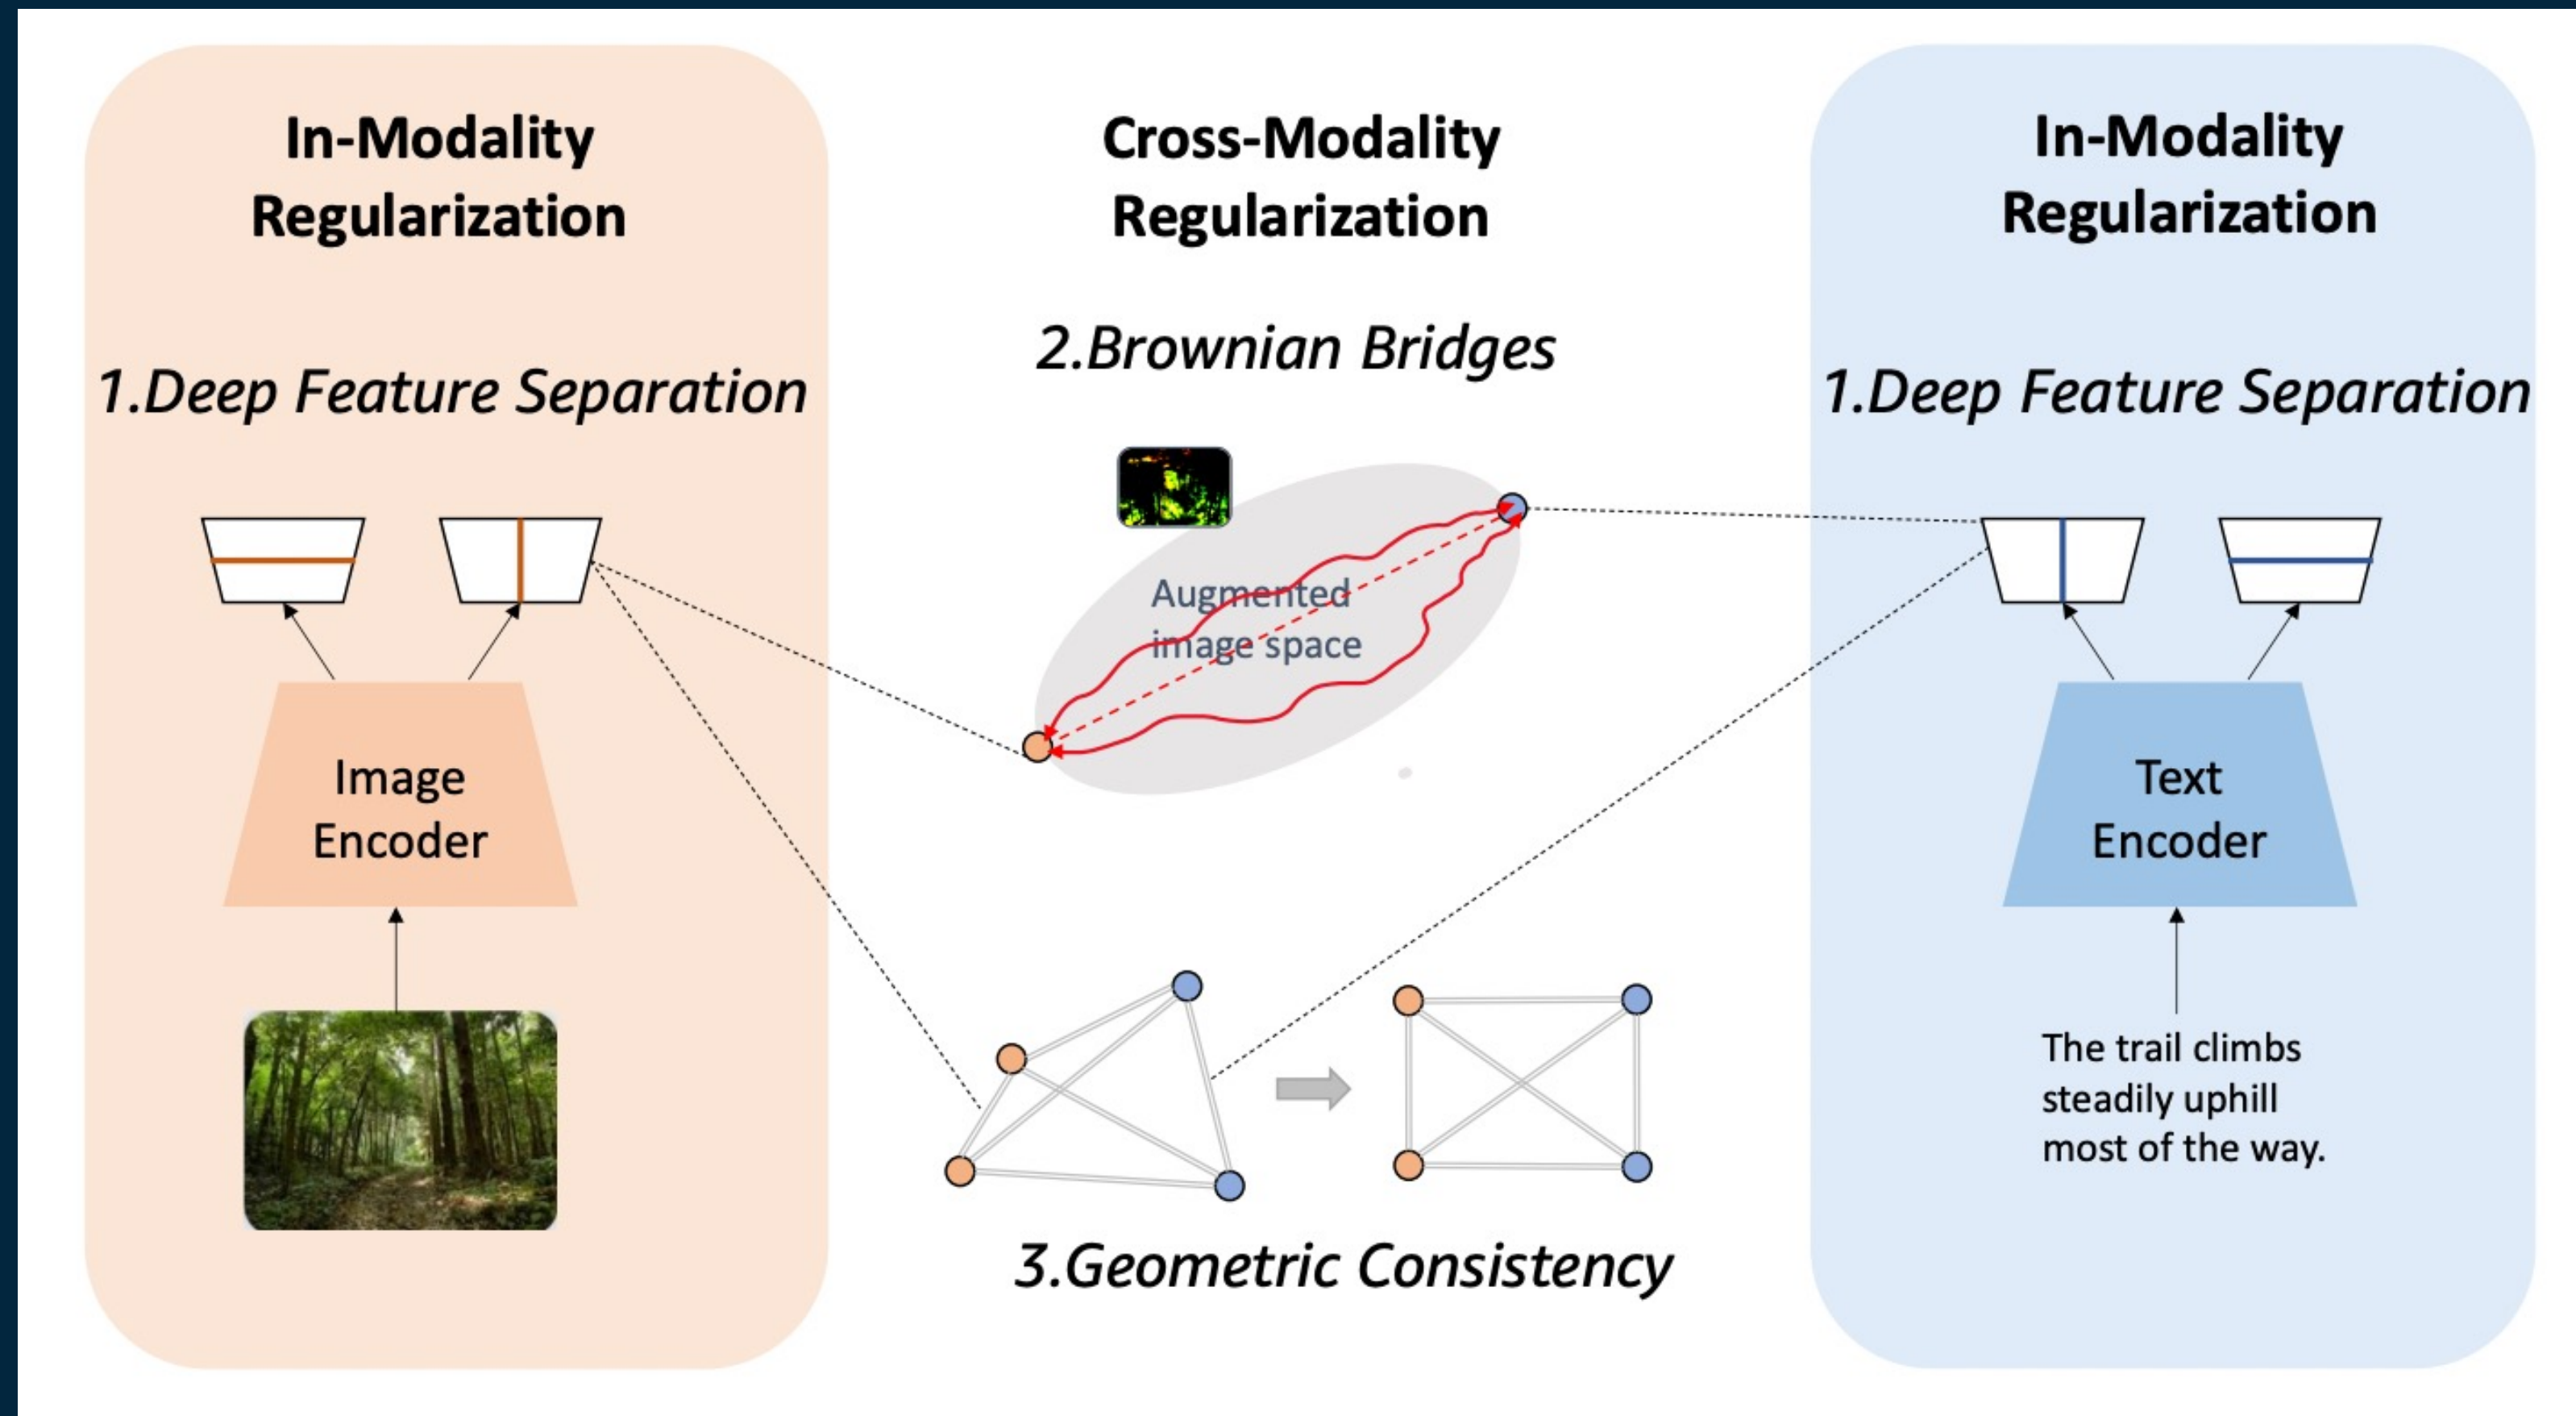 In-Modality
Regularization
1.Deep Feature Separation
Image
Encoder
Cross-Modality
Regularization
2.Brownian Bridges
Augmented
image space
3.Geometric Consistency
In-Modality
Regularization
1.Deep Feature Separation
Text
Encoder
The trail climbs
steadily uphill
most of the way.